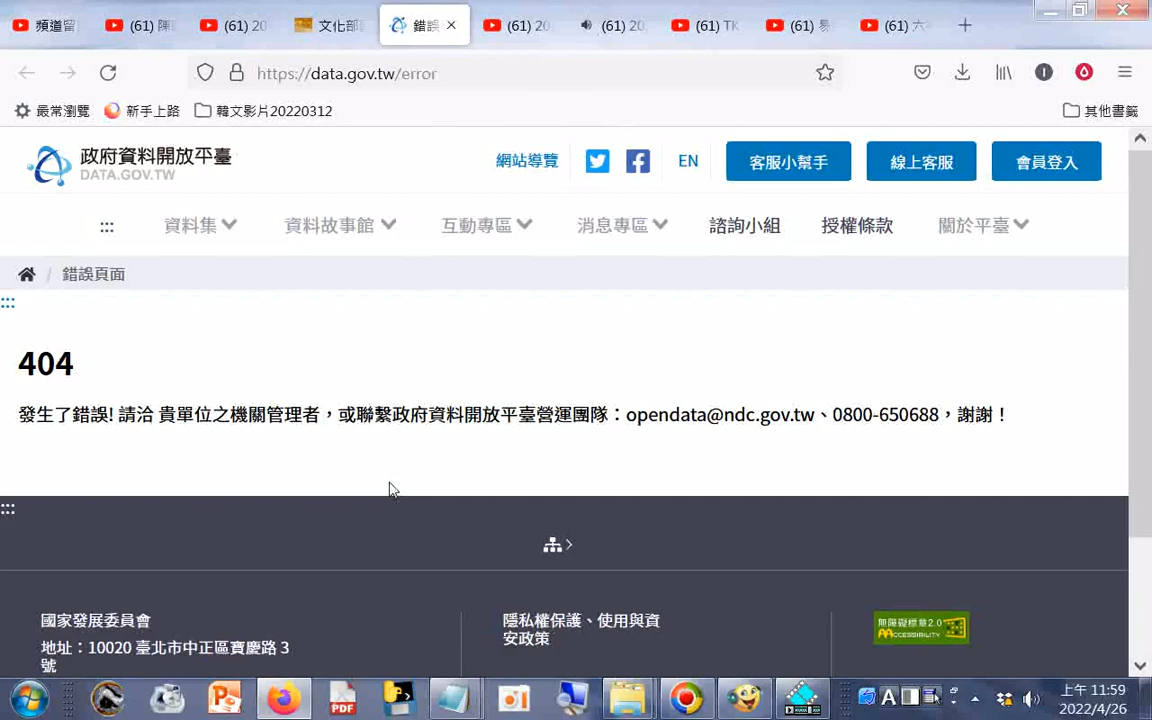 頻道留
(61) 陳
(61) 20
文化部
錯誤
(61) 20
(61) 20
(61) TK
(61) 易
(61) 六
https://data.gov.tw/error
最常瀏覽
新手上路
韓文影片20220312
其他書籤
政府資料開放平臺
DATA.GOV.TW
網站導覽
EN
客服小幫手
線上客服
會員登入
資料集
資料故事館
互動專區
消息專區
諮詢小組
授權條款
關於平臺
/ 錯誤頁面
404
發生了錯誤! 請洽 貴單位之機關管理者，或聯繫政府資料開放平臺營運團隊：opendata@ndc.gov.tw、0800-650688，謝謝！
國家發展委員會
地址：10020 臺北市中正區寶慶路 3
號
隱私權保護、使用與資
安政策
無障礙標章2.0
ACCESSIBILITY
PDF
A
上午 11:59
2022/4/26